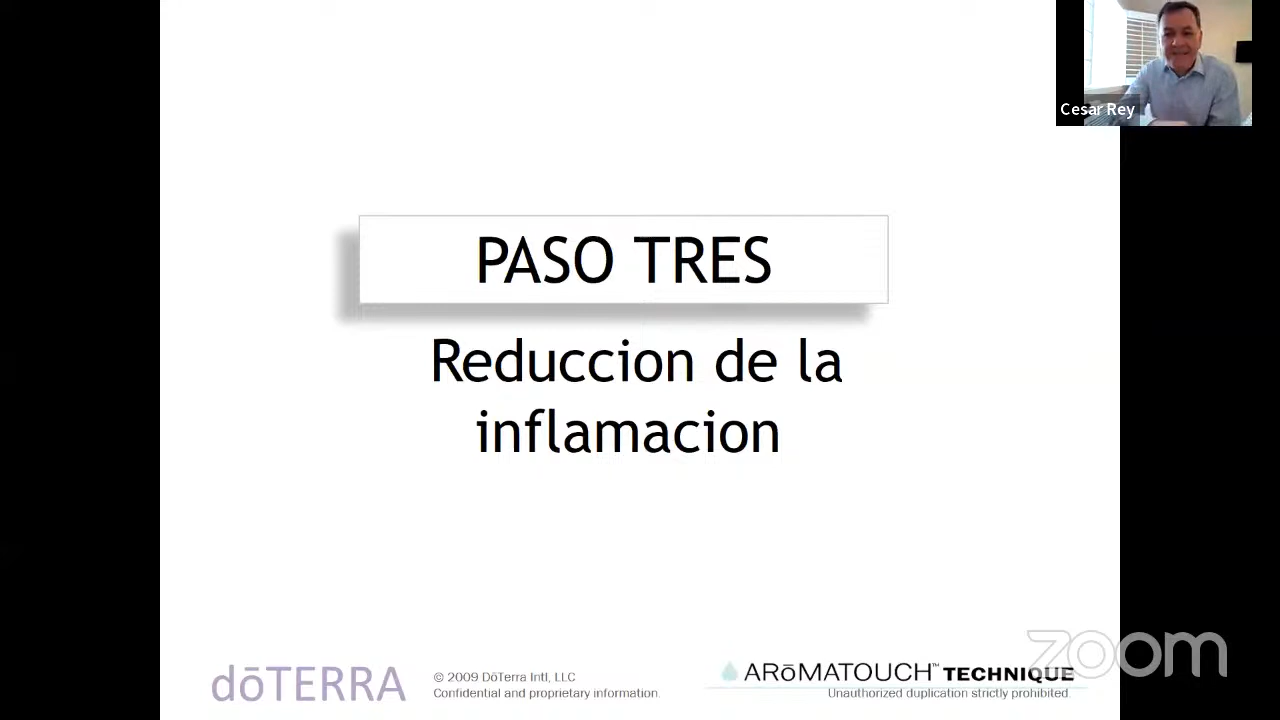 Cesar Rey
PASO TRES
Reduccion de la
inflamacion
dōTERRA
© 2009 DōTerra Intl, LLC
Confidential and proprietary information.
ARōMATOUCH™ TECHNIQUE
Unauthorized duplication strictly prohibited.
zoom